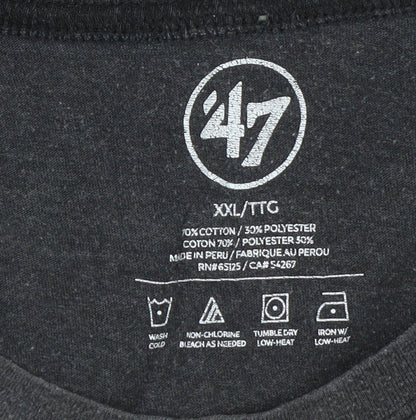 '47
XXL/TTG
70% COTTON / 30% POLYESTER
COTON 70% / POLYESTER 30%
MADE IN PERU / FABRIQUE AU PEROU
RN# 65125 / CA# 54267
WASH COLD
NON-CHLORINE BLEACH AS NEEDED
TUMBLE DRY LOW-HEAT
IRON W/ LOW-HEAT